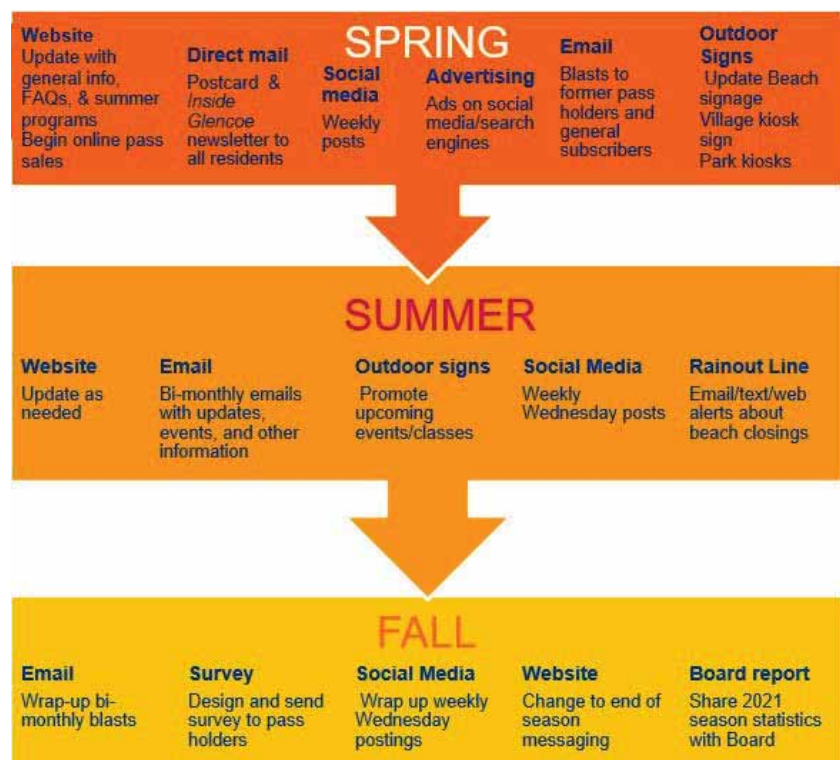 SPRING
Website
Update with
general info,
FAQs, & summer
programs
Begin online pass
sales
Direct mail
Postcard &
Inside
Glencoe
newsletter to
all residents
Social
media
Weekly
posts
Advertising
Ads on social
media/search
engines
Email
Blasts to
former pass
holders and
general
subscribers
Outdoor
Signs
Update Beach
signage
Village kiosk
sign
Park kiosks
SUMMER
Website
Update as
needed
Email
Bi-monthly emails
with updates,
events, and other
information
Outdoor signs
Promote
upcoming
events/classes
Social Media
Weekly
Wednesday posts
Rainout Line
Email/text/web
alerts about
beach closings
FALL
Email
Wrap-up bi-
monthly blasts
Survey
Design and send
survey to pass
holders
Social Media
Wrap up weekly
Wednesday
postings
Website
Change to end of
season
messaging
Board report
Share 2021
season statistics
with Board